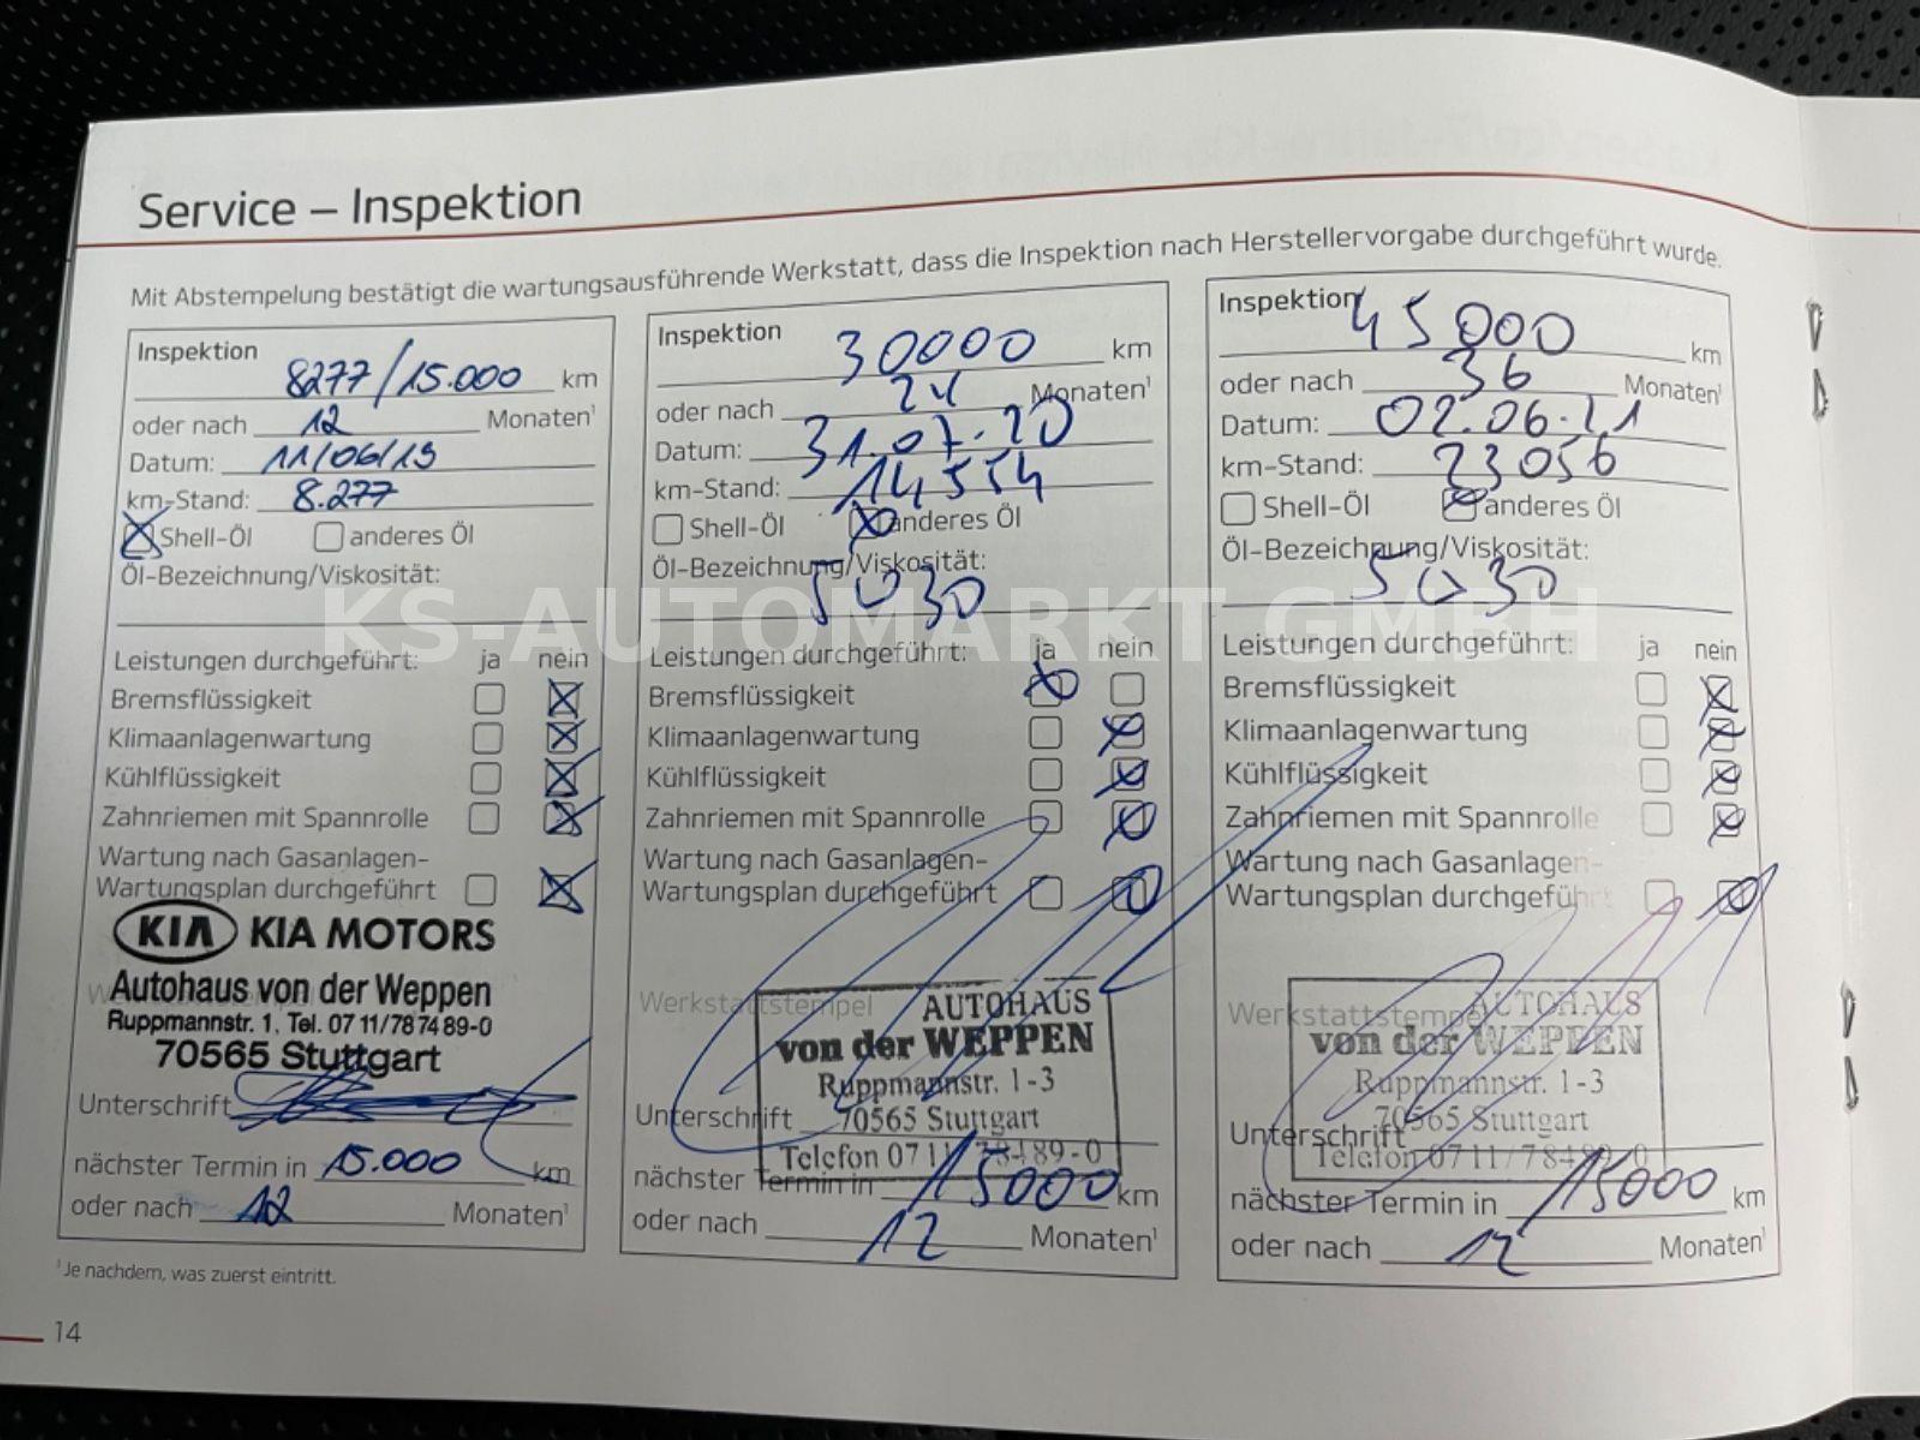 Service – Inspektion
Mit Abstempelung bestätigt die wartungsausführende Werkstatt, dass die Inspektion nach Herstellervorgabe durchgeführt wurde.
Inspektion
8277/15.000 km
oder nach 12 Monaten¹
Datum: 11/06/19
km-Stand: 8.277
Shell-Öl anderes Öl
Öl-Bezeichnung/Viskosität:
Leistungen durchgeführt: ja nein
Bremsflüssigkeit
Klimaanlagenwartung
Kühlflüssigkeit
Zahnriemen mit Spannrolle
Wartung nach Gasanlagen-
Wartungsplan durchgeführt
KIA KIA MOTORS
Autohaus von der Weppen
Ruppmannstr. 1, Tel. 07 11/78 74 89-0
70565 Stuttgart
Unterschrift
nächster Termin in 15.000 km
oder nach 12 Monaten¹
¹Je nachdem, was zuerst eintritt.
14
Inspektion
30000 km
oder nach 24 Monaten¹
Datum: 31.07.20
km-Stand: 14554
Shell-Öl anderes Öl
Öl-Bezeichnung/Viskosität:
5W30
Leistungen durchgeführt: ja nein
Bremsflüssigkeit
Klimaanlagenwartung
Kühlflüssigkeit
Zahnriemen mit Spannrolle
Wartung nach Gasanlagen-
Wartungsplan durchgeführt
Werkstattstempel
AUTOHAUS
von der WEPPEN
Ruppmannstr. 1-3
70565 Stuttgart
Unterschrift
Telefon
nächster Termin in 15000 km
oder nach 12 Monaten¹
Inspektion
45000 km
oder nach 36 Monaten¹
Datum: 02.06.21
km-Stand: 23056
Shell-Öl anderes Öl
Öl-Bezeichnung/Viskosität:
5W30
Leistungen durchgeführt: ja nein
Bremsflüssigkeit
Klimaanlagenwartung
Kühlflüssigkeit
Zahnriemen mit Spannrolle
Wartung nach Gasanlagen-
Wartungsplan durchgeführt
Werkstattstempel
AUTOHAUS
von der WEPPEN
Ruppmannstr. 1-3
70565 Stuttgart
Unterschrift
Telefon
nächster Termin in 15000 km
oder nach 12 Monaten¹
KS-AUTOMARKT GMBH